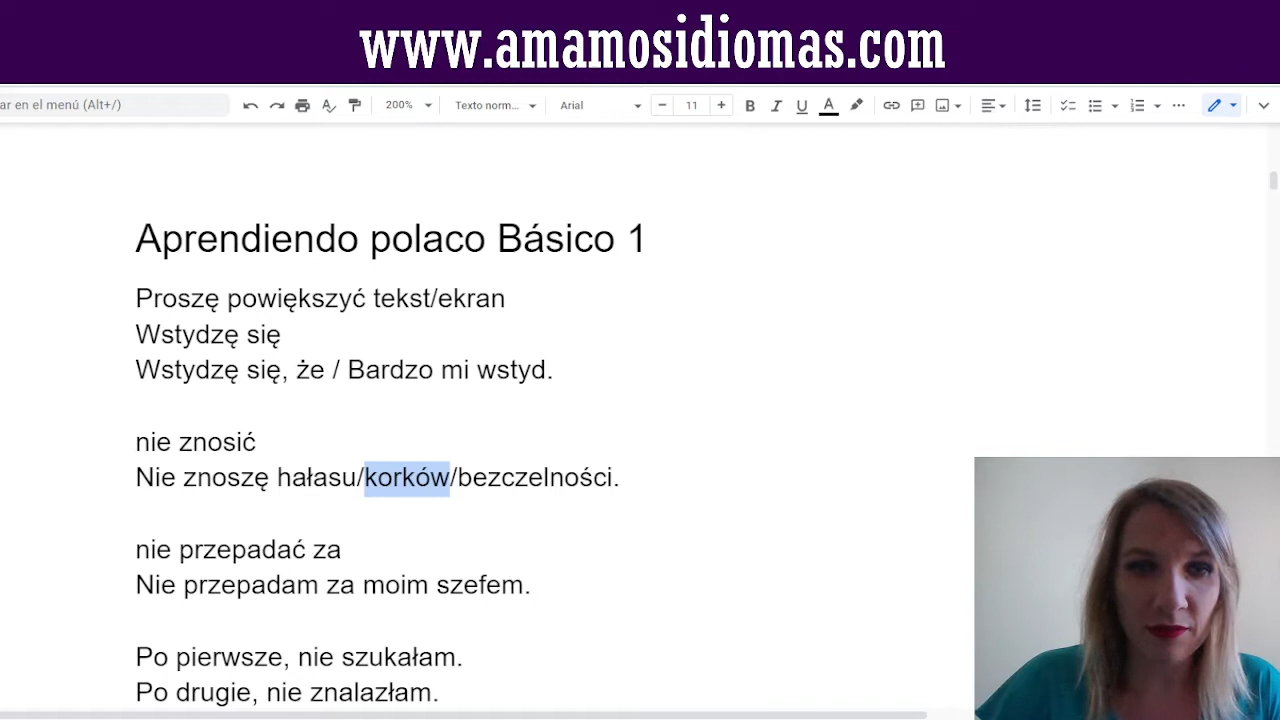 www.amamosidiomas.com
ar en el menú (Alt+/)
200%
Texto norm...
Arial
11
Aprendiendo polaco Básico 1
Proszę powiększyć tekst/ekran
Wstydzę się
Wstydzę się, że / Bardzo mi wstyd.
nie znosić
Nie znoszę hałasu/korków/bezczelności.
nie przepadać za
Nie przepadam za moim szefem.
Po pierwsze, nie szukałam.
Po drugie, nie znalazłam.